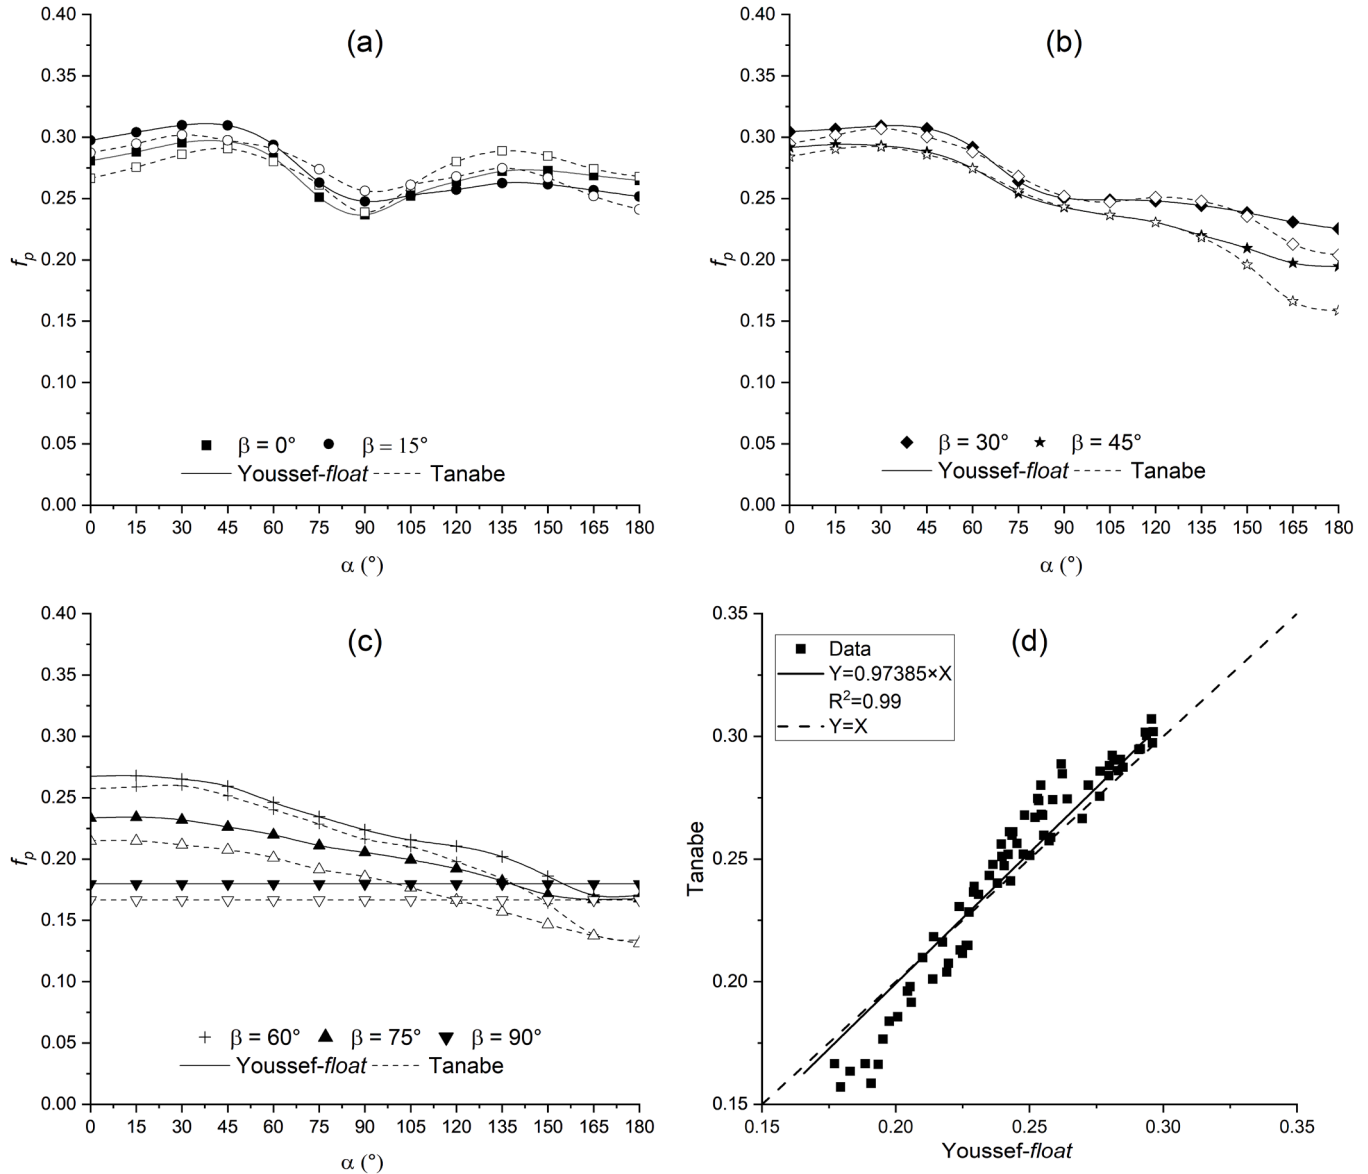 (a)
0.40
0.35
0.30
0.25
0.20
0.15
0.10
0.05
0.00
fp
β = 0° β = 15°
Youssef-float Tanabe
0 15 30 45 60 75 90 105 120 135 150 165 180
α (°)
(b)
0.40
0.35
0.30
0.25
0.20
0.15
0.10
0.05
0.00
fp
β = 30° β = 45°
Youssef-float Tanabe
0 15 30 45 60 75 90 105 120 135 150 165 180
α (°)
(c)
0.40
0.35
0.30
0.25
0.20
0.15
0.10
0.05
0.00
fp
β = 60° β = 75° β = 90°
Youssef-float Tanabe
0 15 30 45 60 75 90 105 120 135 150 165 180
α (°)
(d)
0.35
0.30
0.25
0.20
0.15
Tanabe
Data
Y=0.97385×X
R²=0.99
Y=X
0.15 0.20 0.25 0.30 0.35
Youssef-float